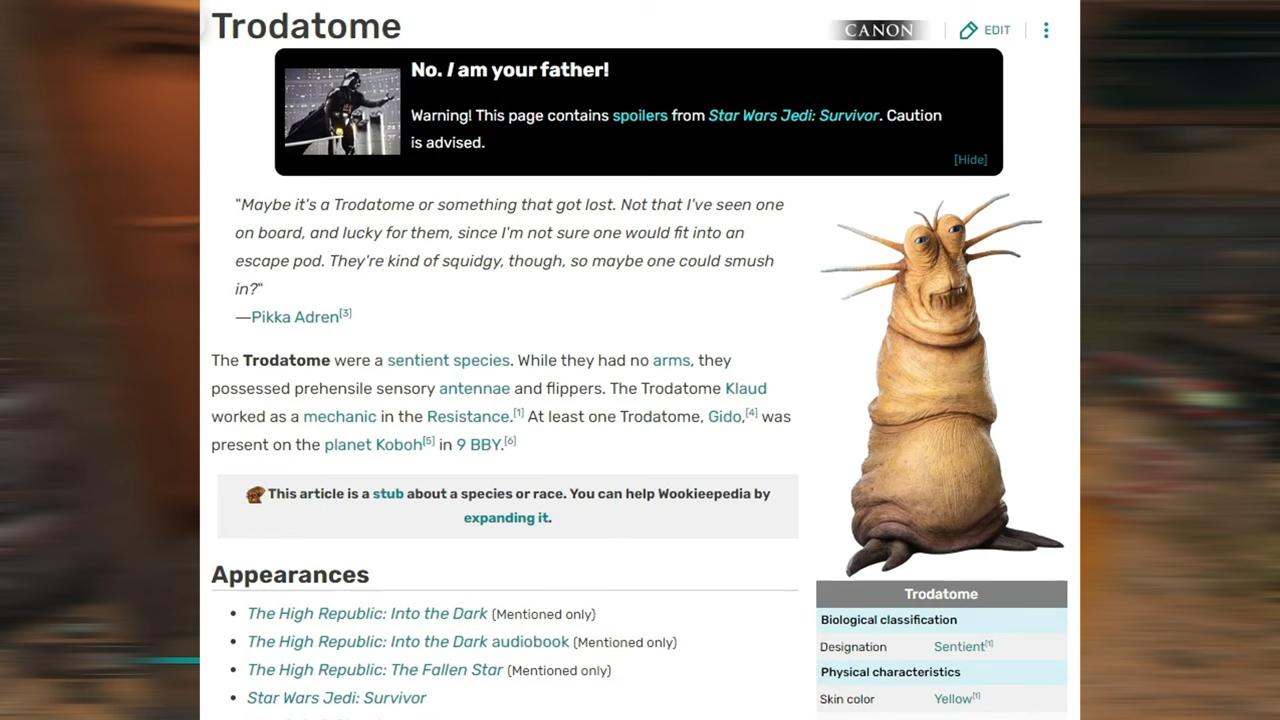 Trodatome
CANON
EDIT
No. I am your father!
Warning! This page contains spoilers from Star Wars Jedi: Survivor. Caution
is advised.
[Hide]
"Maybe it's a Trodatome or something that got lost. Not that I've seen one
on board, and lucky for them, since I'm not sure one would fit into an
escape pod. They're kind of squidgy, though, so maybe one could smush
in?"
—Pikka Adren[3]
The Trodatome were a sentient species. While they had no arms, they
possessed prehensile sensory antennae and flippers. The Trodatome Klaud
worked as a mechanic in the Resistance.[1] At least one Trodatome, Gido,[4] was
present on the planet Koboh[5] in 9 BBY.[6]
This article is a stub about a species or race. You can help Wookieepedia by
expanding it.
Appearances
The High Republic: Into the Dark (Mentioned only)
The High Republic: Into the Dark audiobook (Mentioned only)
The High Republic: The Fallen Star (Mentioned only)
Star Wars Jedi: Survivor
Trodatome
Biological classification
Designation Sentient[1]
Physical characteristics
Skin color Yellow[1]